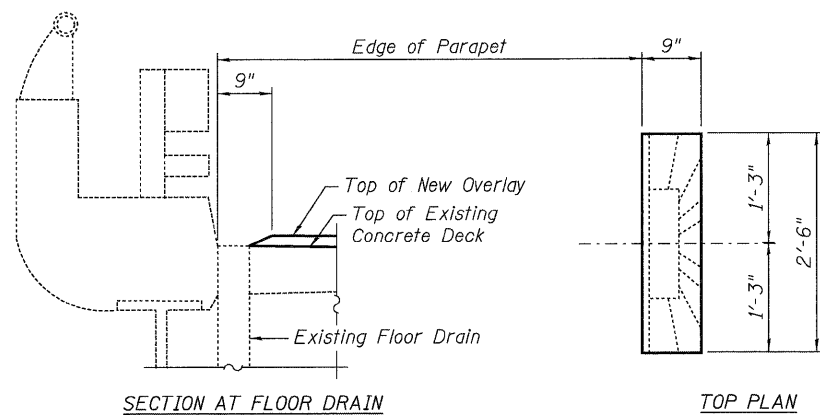 Edge of Parapet
9"
9"
Top of New Overlay
Top of Existing
Concrete Deck
1'-3"
2'-6"
1'-3"
Existing Floor Drain
SECTION AT FLOOR DRAIN
TOP PLAN